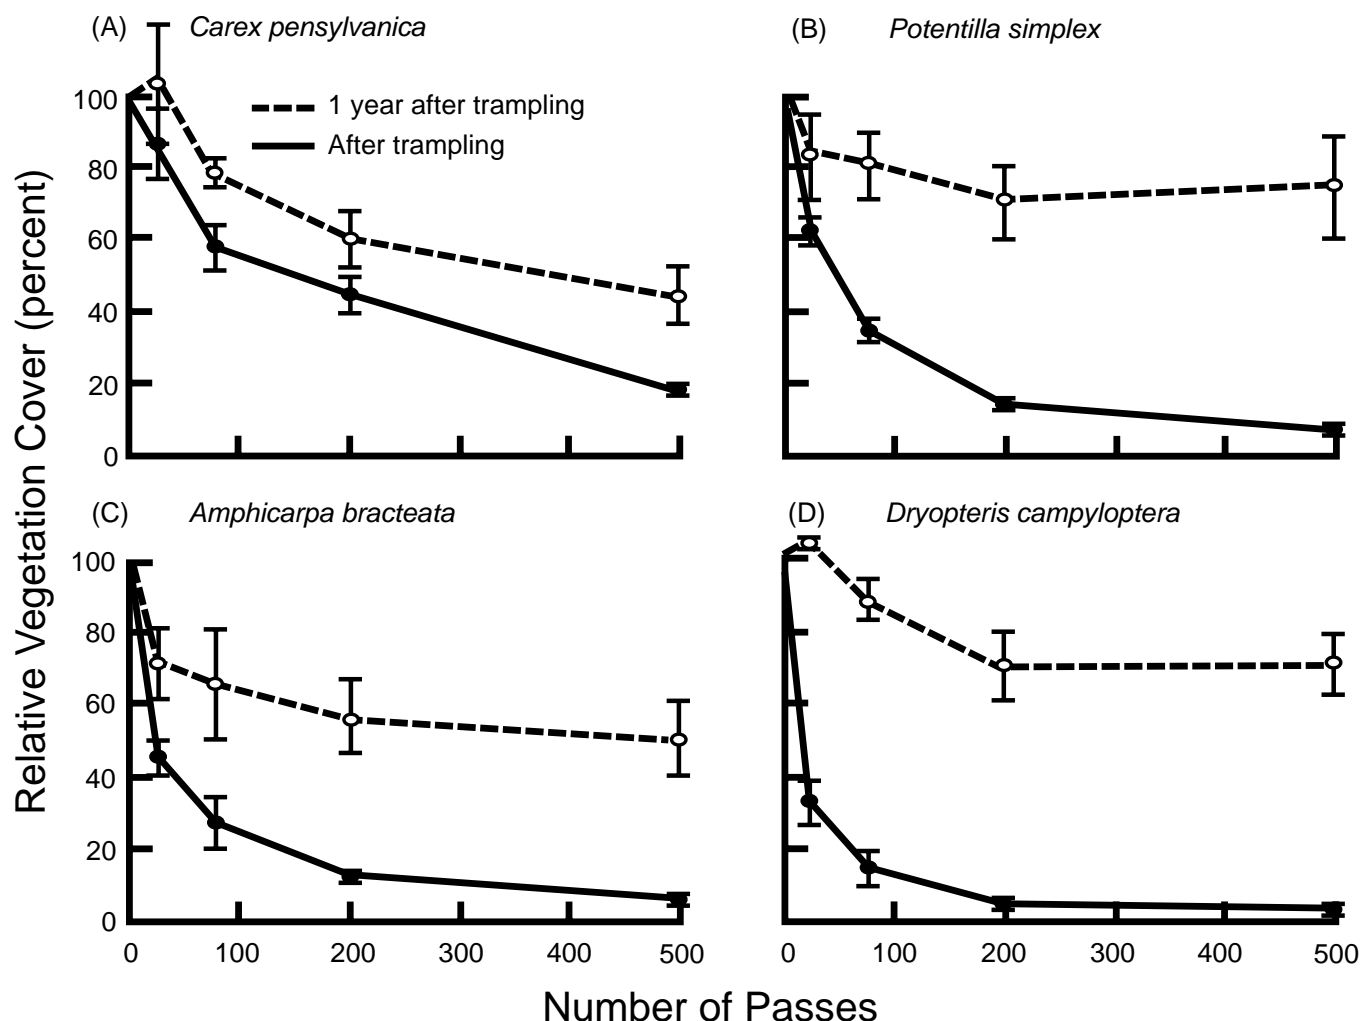 (A) Carex pensylvanica
(B) Potentilla simplex
1 year after trampling
After trampling
100
80
60
40
20
0
(C) Amphicarpa bracteata
(D) Dryopteris campyloptera
100
80
60
40
20
0
0 100 200 300 400 500
0 100 200 300 400 500
Relative Vegetation Cover (percent)
Number of Passes